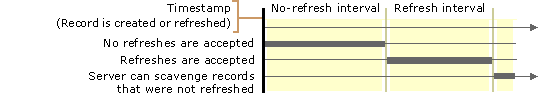 Timestamp
(Record is created or refreshed)
No-refresh interval
Refresh interval
No refreshes are accepted
Refreshes are accepted
Server can scavenge records
that were not refreshed